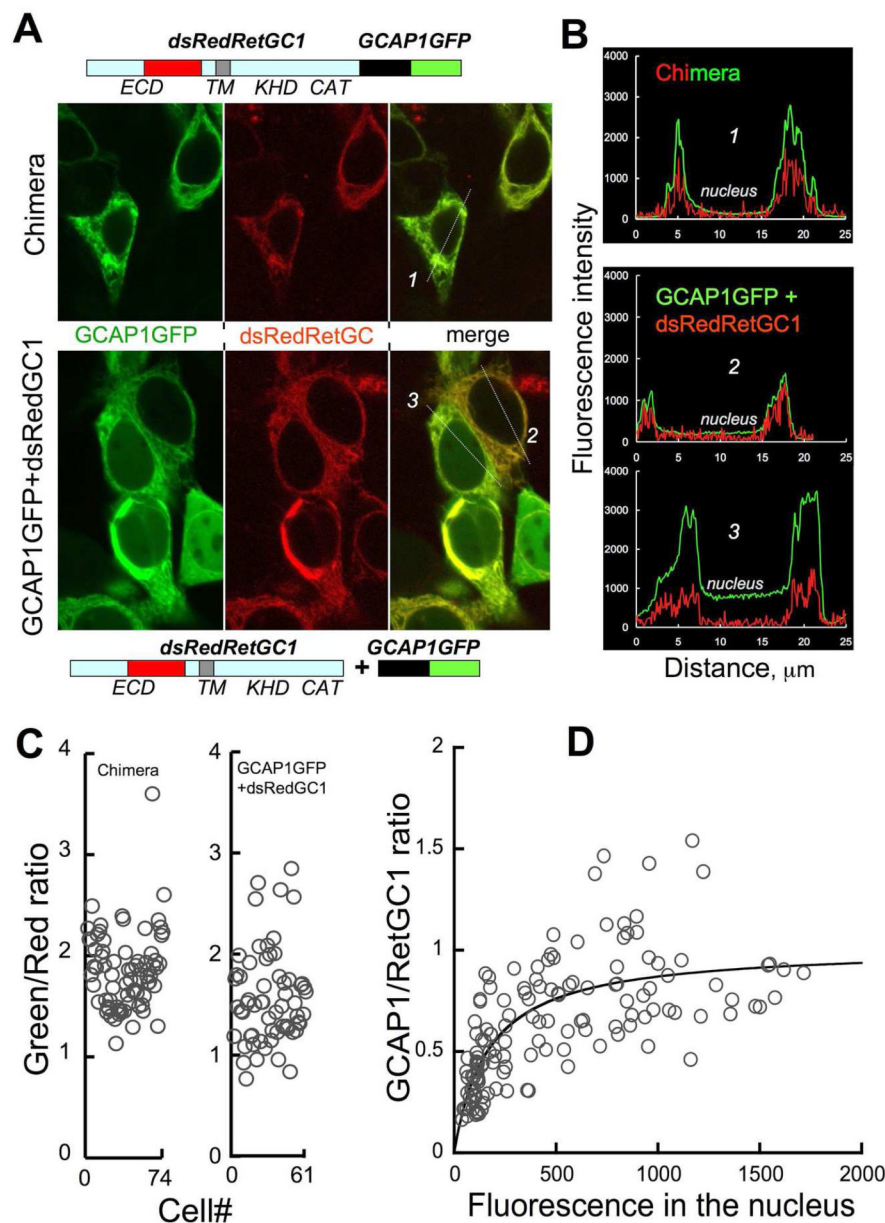 A
dsRedRetGC1 GCAP1GFP
ECD TM KHD CAT
Chimera
1
GCAP1GFP dsRedRetGC merge
GCAP1GFP+dsRedGC1
3
2
dsRedRetGC1 + GCAP1GFP
ECD TM KHD CAT
B
Fluorescence intensity
4000
3000
2000
1000
0
Chimera
1
nucleus
0 5 10 15 20 25
4000
3000
2000
1000
0
GCAP1GFP +
dsRedRetGC1
2
nucleus
0 5 10 15 20 25
4000
3000
2000
1000
0
3
nucleus
0 5 10 15 20 25
Distance, μm
C
Green/Red ratio
4
3
2
1
0
Chimera
0 74
4
3
2
1
0
GCAP1GFP
+dsRedGC1
0 61
Cell#
D
GCAP1/RetGC1 ratio
2
1.5
1
0.5
0
0 500 1000 1500 2000
Fluorescence in the nucleus